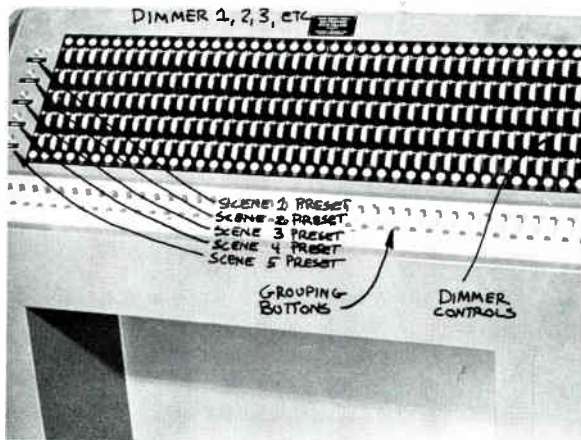 DIMMER 1, 2, 3, ETC
SCENE 1 PRESET
SCENE 2 PRESET
SCENE 3 PRESET
SCENE 4 PRESET
SCENE 5 PRESET
GROUPING
BUTTONS
DIMMER
CONTROLS